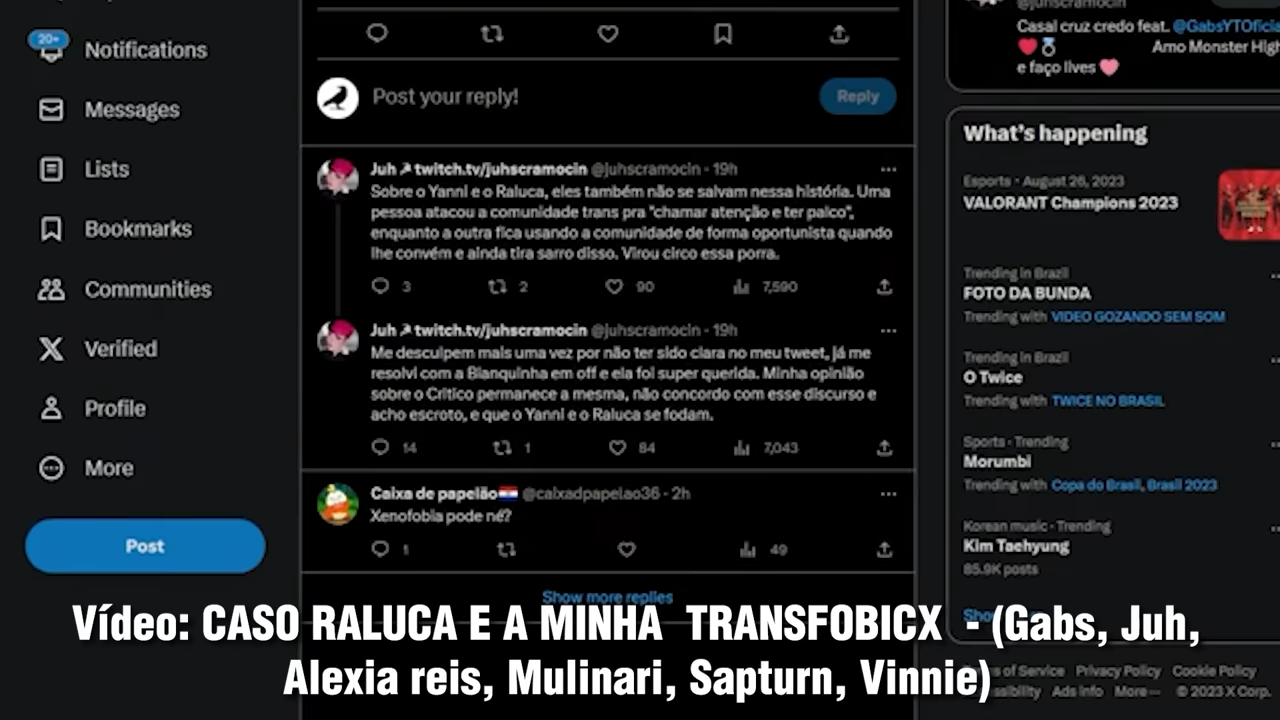 @juhscramocin
Casal cruz credo feat. @GabsYTOficia
Amo Monster High
e faço lives
20+
Notifications
Messages
Lists
Bookmarks
Communities
Verified
Profile
More
Post
Post your reply!
Reply
Juh twitch.tv/juhscramocin @juhscramocin · 19h
Sobre o Yanni e o Raluca, eles também não se salvam nessa história. Uma
pessoa atacou a comunidade trans pra "chamar atenção e ter palco",
enquanto a outra fica usando a comunidade de forma oportunista quando
lhe convém e ainda tira sarro disso. Virou circo essa porra.
3 2 90 7,590
Juh twitch.tv/juhscramocin @juhscramocin · 19h
Me desculpem mais uma vez por não ter sido clara no meu tweet, já me
resolvi com a Bianquinha em off e ela foi super querida. Minha opinião
sobre o Crítico permanece a mesma, não concordo com esse discurso e
acho escroto, e que o Yanni e o Raluca se fodam.
14 1 84 7,043
Caixa de papelão @caixadpapelao36 · 2h
Xenofobia pode né?
1 49
Show more replies
What's happening
Esports · August 26, 2023
VALORANT Champions 2023
Trending in Brazil
FOTO DA BUNDA
Trending with VIDEO GOZANDO SEM SOM
Trending in Brazil
O Twice
Trending with TWICE NO BRASIL
Sports · Trending
Morumbi
Trending with Copa do Brasil, Brasil 2023
Korean music · Trending
Kim Taehyung
85.9K posts
of Service Privacy Policy Cookie Policy
Ads info More © 2023 X Corp.
Vídeo: CASO RALUCA E A MINHA TRANSFOBICX - (Gabs, Juh,
Alexia reis, Mulinari, Sapturn, Vinnie)